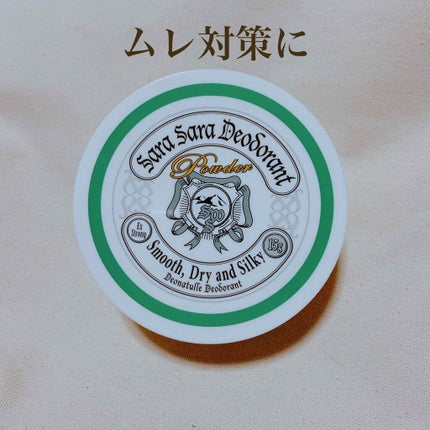 ムレ対策に
Sara Sara Deodorant
Powder
Ex
Strong
15g
Smooth, Dry and Silky
Deonatulle Deodorant